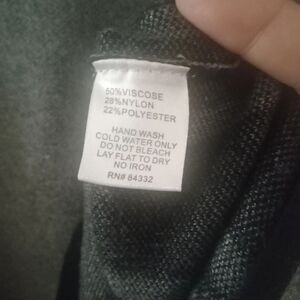 50%VISCOSE
28%NYLON
22%POLYESTER
HAND WASH
COLD WATER ONLY
DO NOT BLEACH
LAY FLAT TO DRY
NO IRON
RN# 84332